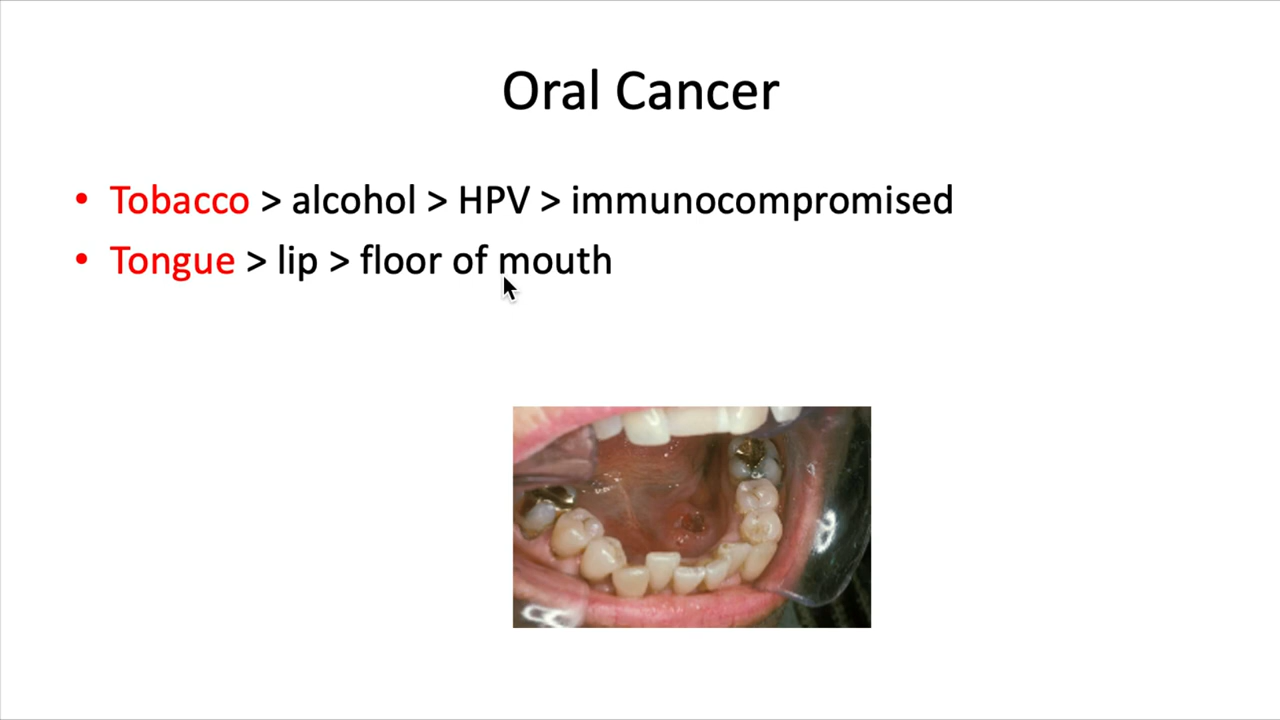 Oral Cancer
• Tobacco > alcohol > HPV > immunocompromised
• Tongue > lip > floor of mouth